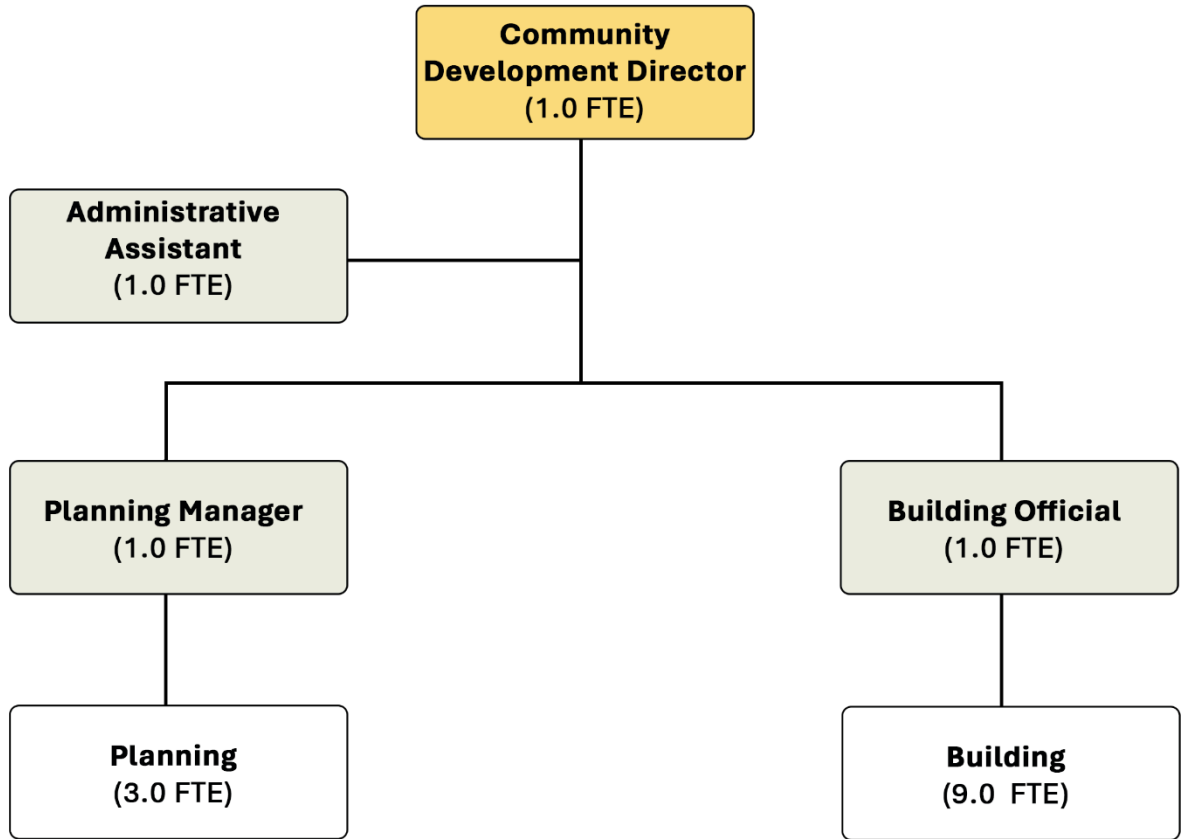 Community
Development Director
(1.0 FTE)
Administrative
Assistant
(1.0 FTE)
Planning Manager
(1.0 FTE)
Building Official
(1.0 FTE)
Planning
(3.0 FTE)
Building
(9.0  FTE)